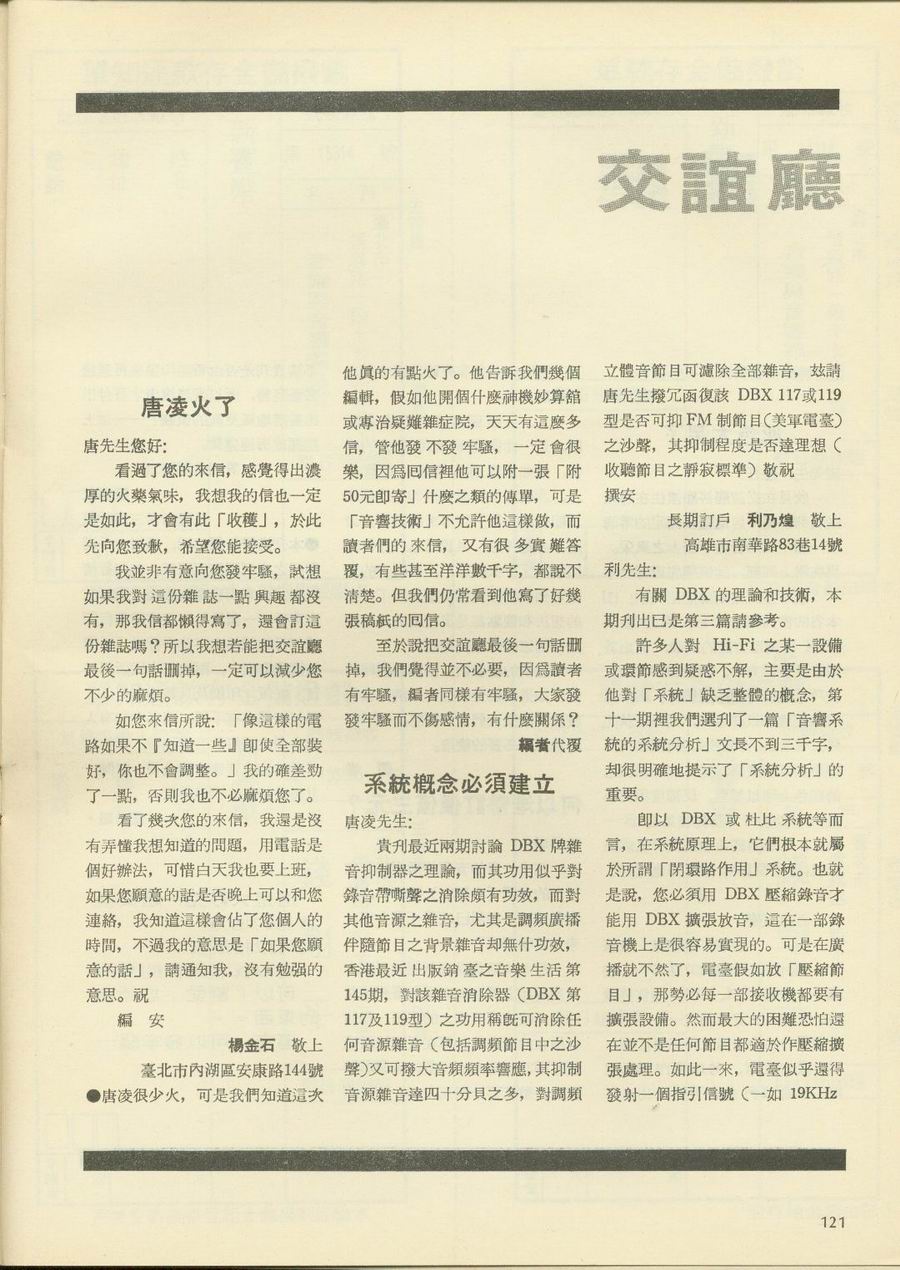 交誼廳
唐凌火了
唐先生您好:
看過了您的來信，感覺得出濃
厚的火藥氣味，我想我的信也一定
是如此，才會有此「收穫」，於此
先向您致歉，希望您能接受。
我並非有意向您發牢騷，試想
如果我對這份雜誌一點興趣都沒
有，那我信都懶得寫了，還會訂這
份雜誌嗎？所以我想若能把交誼廳
最後一句話删掉，一定可以減少您
不少的麻煩。
如您來信所說：「像這樣的電
路如果不『知道一些』卽使全部裝
好，你也不會調整。」我的確差勁
了一點，否則我也不必麻煩您了。
看了幾次您的來信，我還是沒
有弄懂我想知道的問題，用電話是
個好辦法，可惜白天我也要上班，
如果您願意的話是否晚上可以和您
連絡，我知道這樣會佔了您個人的
時間，不過我的意思是「如果您願
意的話」，請通知我，沒有勉强的
意思。祝
編　安
楊金石　敬上
臺北市內湖區安康路144號
●唐凌很少火，可是我們知道這次
他眞的有點火了。他告訴我們幾個
編輯，假如他開個什麼神機妙算舘
或專治疑難雜症院，天天有這麼多
信，管他發不發牢騷，一定會很
樂，因爲囘信裡他可以附一張「附
50元卽寄」什麼之類的傳單，可是
「音響技術」不允許他這樣做，而
讀者們的來信，又有很多實難答
覆，有些甚至洋洋數千字，都說不
淸楚。但我們仍常看到他寫了好幾
張稿紙的囘信。
至於說把交誼廳最後一句話删
掉，我們覺得並不必要，因爲讀者
有牢騷，編者同樣有牢騷，大家發
發牢騷而不傷感情，有什麼關係？
編者代覆
系統概念必須建立
唐凌先生:
貴刋最近兩期討論 DBX 牌雜
音抑制器之理論，而其功用似乎對
錄音帶嘶聲之消除頗有功效，而對
其他音源之雜音，尤其是調頻廣播
伴隨節目之背景雜音却無什功效，
香港最近出版銷臺之音樂生活第
145期，對該雜音消除器（DBX 第
117及119型）之功用稱旣可消除任
何音源雜音（包括調頻節目中之沙
聲)又可撥大音頻頻率響應,其抑制
音源雜音達四十分貝之多，對調頻
立體音節目可濾除全部雜音，玆請
唐先生撥冗函復該 DBX 117或119
型是否可抑 FM 制節目(美軍電臺）
之沙聲，其抑制程度是否達理想（
收聽節目之靜寂標準）敬祝
撰安
長期訂戶　利乃煌　敬上
高雄市南華路83巷14號
利先生:
有關 DBX 的理論和技術，本
期刋出已是第三篇請參考。
許多人對 Hi-Fi 之某一設備
或環節感到疑惑不解，主要是由於
他對「系統」缺乏整體的概念，第
十一期裡我們選刋了一篇「音響系
統的系統分析」文長不到三千字，
却很明確地提示了「系統分析」的
重要。
卽以 DBX 或杜比系統等而
言，在系統原理上，它們根本就屬
於所謂「閉環路作用」系統。也就
是說，您必須用 DBX 壓縮錄音才
能用 DBX 擴張放音，這在一部錄
音機上是很容易實現的。可是在廣
播就不然了，電臺假如放「壓縮節
目」，那勢必每一部接收機都要有
擴張設備。然而最大的困難恐怕還
在並不是任何節目都適於作壓縮擴
張處理。如此一來，電臺似乎還得
發射一個指引信號（一如 19KHz
121